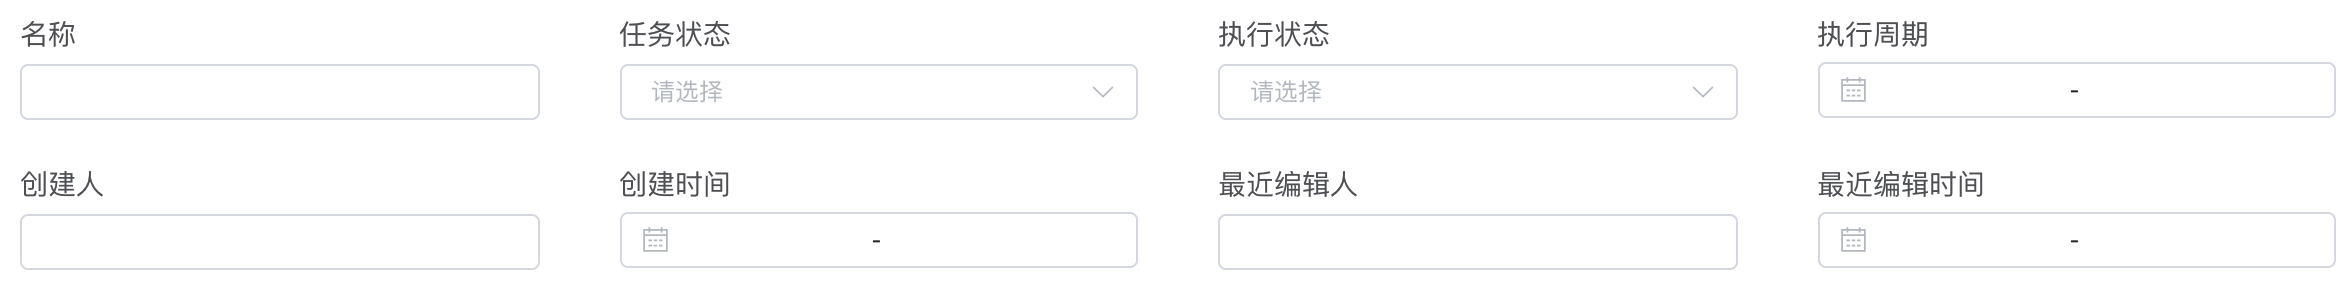 名称 任务状态 执行状态 执行周期
请选择 请选择 -
创建人 创建时间 最近编辑人 最近编辑时间
- -